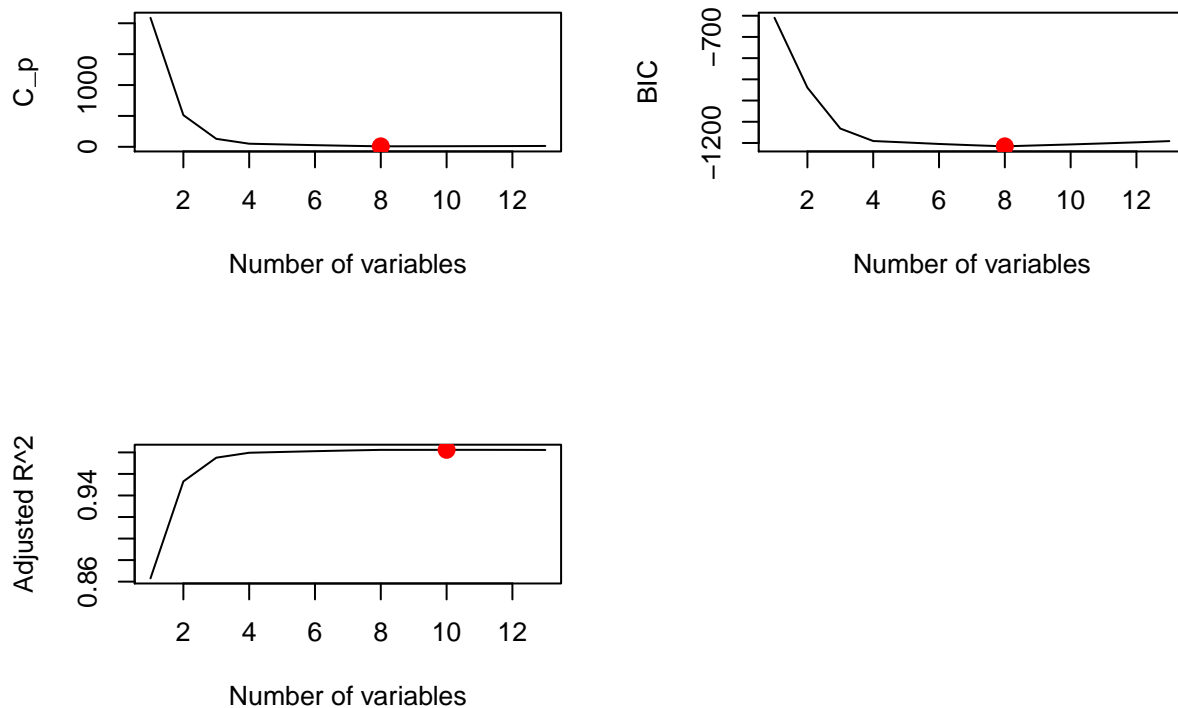 C_p
0 1000
2 4 6 8 10 12
Number of variables
BIC
−1200 −700
2 4 6 8 10 12
Number of variables
Adjusted R^2
0.86 0.94
2 4 6 8 10 12
Number of variables